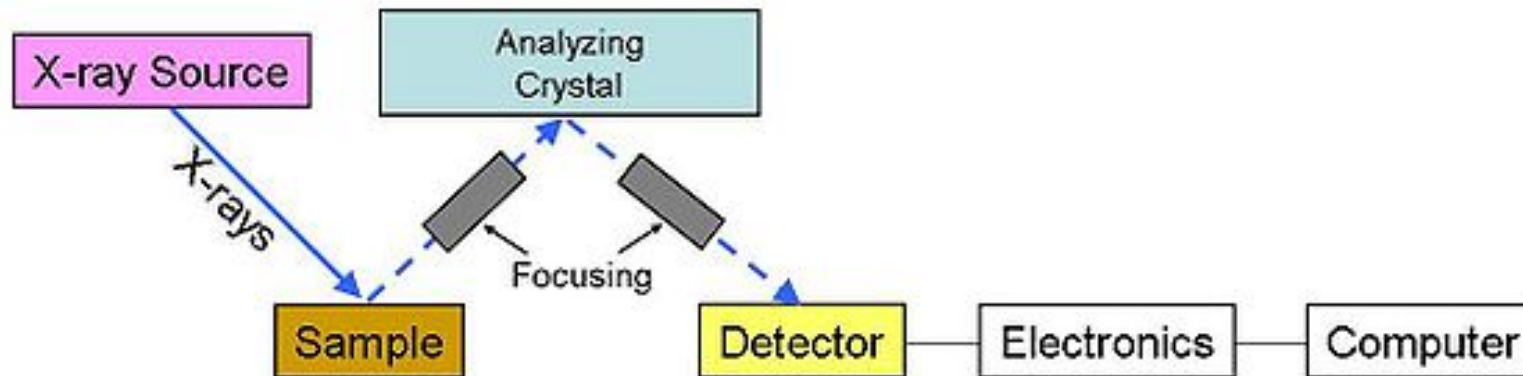 X-ray Source
Analyzing
Crystal
X-rays
Focusing
Sample
Detector
Electronics
Computer